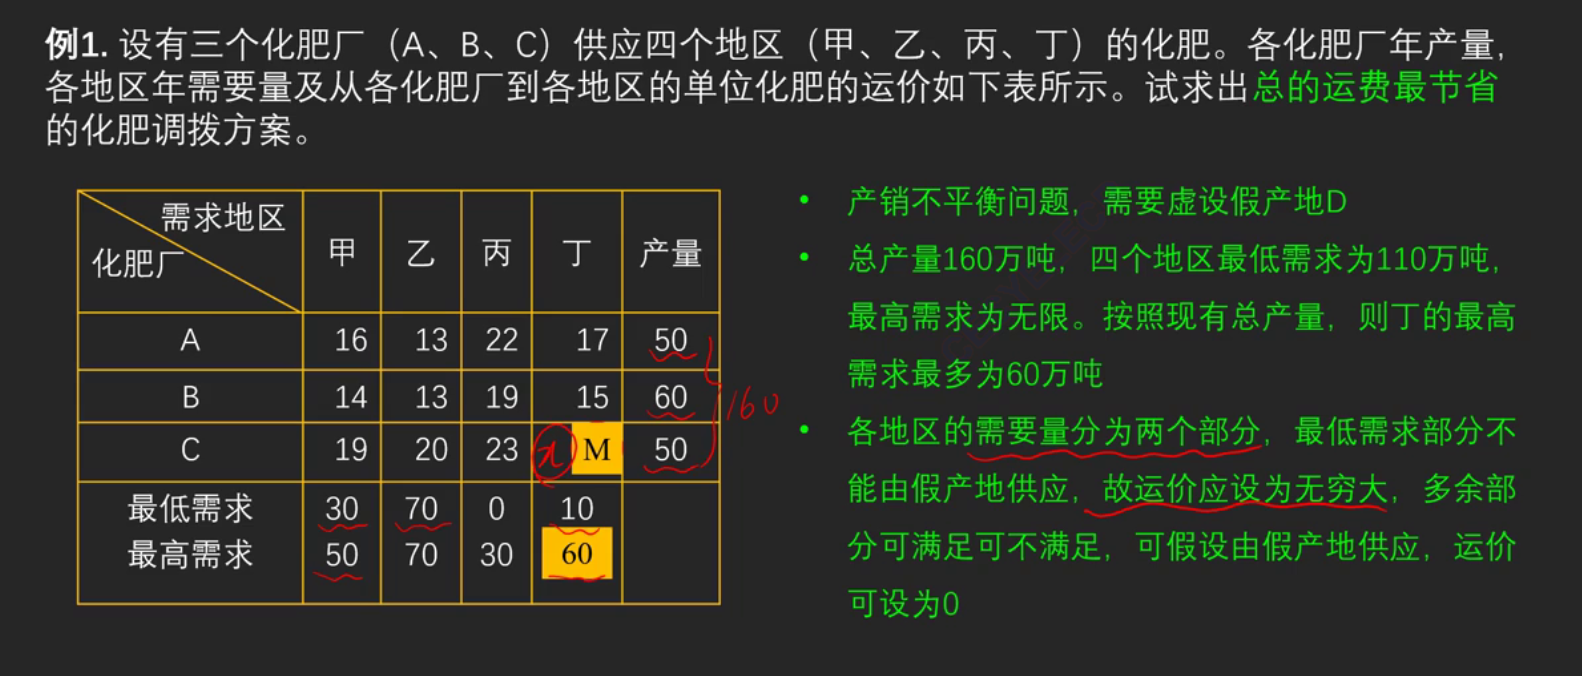 例1. 设有三个化肥厂（A、B、C）供应四个地区（甲、乙、丙、丁）的化肥。各化肥厂年产量，
各地区年需要量及从各化肥厂到各地区的单位化肥的运价如下表所示。试求出总的运费最节省
的化肥调拨方案。
需求地区
化肥厂 甲 乙 丙 丁 产量
A 16 13 22 17 50
B 14 13 19 15 60
C 19 20 23 M 50
160
最低需求 30 70 0 10
最高需求 50 70 30 60
• 产销不平衡问题，需要虚设假产地D
• 总产量160万吨，四个地区最低需求为110万吨，
最高需求为无限。按照现有总产量，则丁的最高
需求最多为60万吨
• 各地区的需要量分为两个部分，最低需求部分不
能由假产地供应，故运价应设为无穷大，多余部
分可满足可不满足，可假设由假产地供应，运价
可设为0